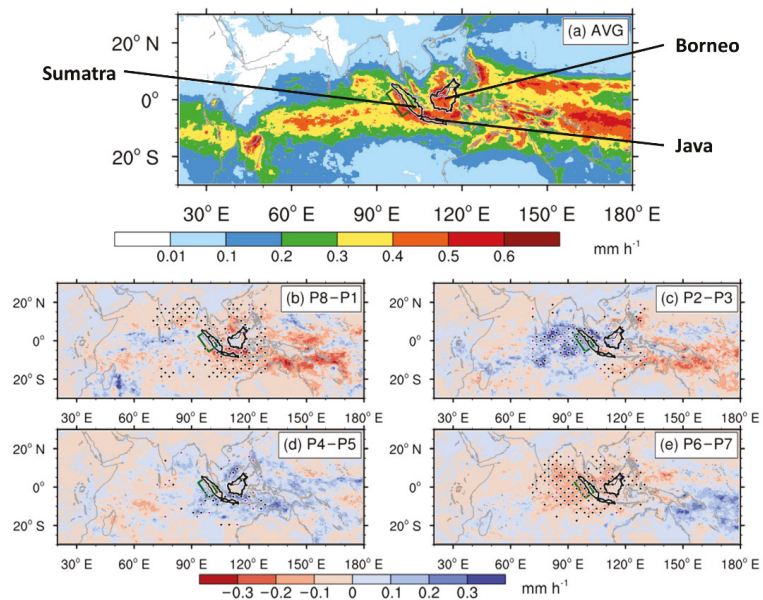 20° N
(a) AVG
Borneo
Sumatra
0°
Java
20° S
30° E 60° E 90° E 120° E 150° E 180° E
0.01 0.1 0.2 0.3 0.4 0.5 0.6
mm h⁻¹
20° N
(b) P8−P1
0°
20° S
30° E 60° E 90° E 120° E 150° E 180° E
20° N
(c) P2−P3
0°
20° S
30° E 60° E 90° E 120° E 150° E 180° E
20° N
(d) P4−P5
0°
20° S
30° E 60° E 90° E 120° E 150° E 180° E
20° N
(e) P6−P7
0°
20° S
30° E 60° E 90° E 120° E 150° E 180° E
−0.3 −0.2 −0.1 0 0.1 0.2 0.3 mm h⁻¹